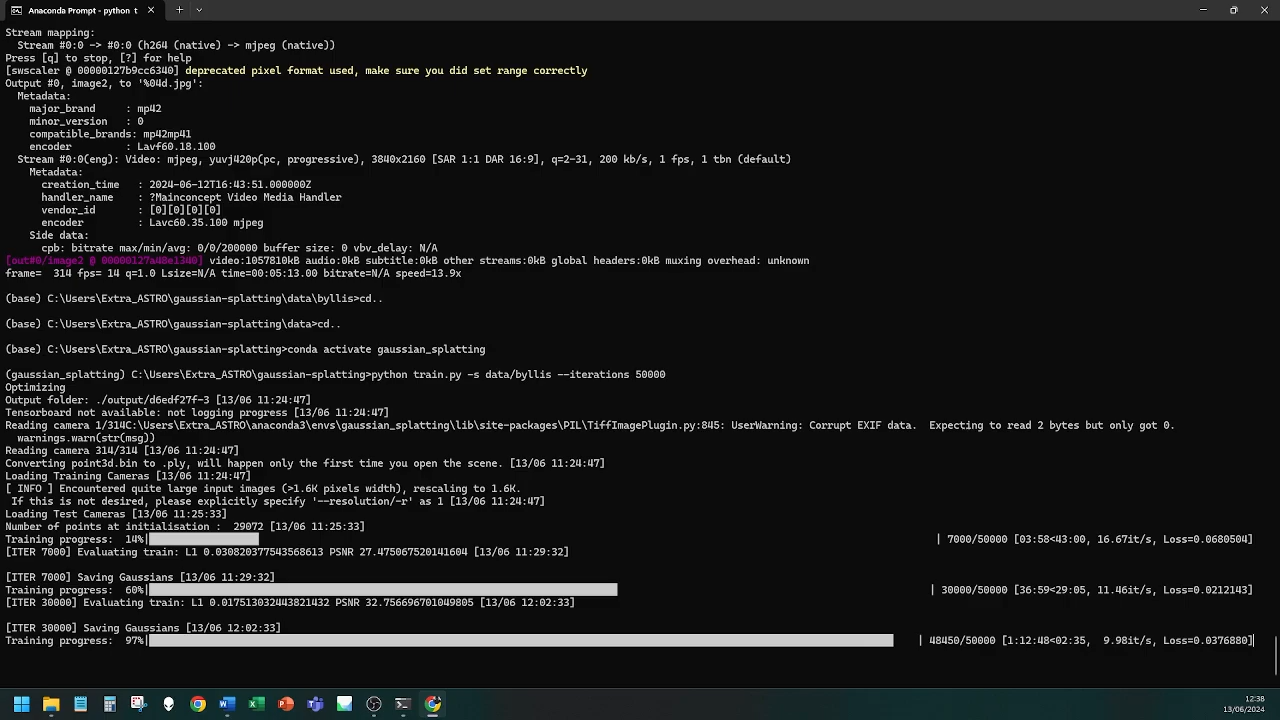 Anaconda Prompt - python t
Stream mapping:
Stream #0:0 -> #0:0 (h264 (native) -> mjpeg (native))
Press [q] to stop, [?] for help
[swscaler @ 00000127b9cc6340] deprecated pixel format used, make sure you did set range correctly
Output #0, image2, to '%04d.jpg':
Metadata:
major_brand     : mp42
minor_version   : 0
compatible_brands: mp42mp41
encoder         : Lavf60.18.100
Stream #0:0(eng): Video: mjpeg, yuvj420p(pc, progressive), 3840x2160 [SAR 1:1 DAR 16:9], q=2-31, 200 kb/s, 1 fps, 1 tbn (default)
Metadata:
creation_time   : 2024-06-12T16:43:51.000000Z
handler_name    : ?Mainconcept Video Media Handler
vendor_id       : [0][0][0][0]
encoder         : Lavc60.35.100 mjpeg
Side data:
cpb: bitrate max/min/avg: 0/0/200000 buffer size: 0 vbv_delay: N/A
[out#0/image2 @ 00000127a48e1340] video:1057810kB audio:0kB subtitle:0kB other streams:0kB global headers:0kB muxing overhead: unknown
frame=  314 fps= 14 q=1.0 Lsize=N/A time=00:05:13.00 bitrate=N/A speed=13.9x
(base) C:\Users\Extra_ASTRO\gaussian-splatting\data\byllis>cd..
(base) C:\Users\Extra_ASTRO\gaussian-splatting\data>cd..
(base) C:\Users\Extra_ASTRO\gaussian-splatting>conda activate gaussian_splatting
(gaussian_splatting) C:\Users\Extra_ASTRO\gaussian-splatting>python train.py -s data/byllis --iterations 50000
Optimizing
Output folder: ./output/d6edf27f-3 [13/06 11:24:47]
Tensorboard not available: not logging progress [13/06 11:24:47]
Reading camera 1/314C:\Users\Extra_ASTRO\anaconda3\envs\gaussian_splatting\lib\site-packages\PIL\TiffImagePlugin.py:845: UserWarning: Corrupt EXIF data.  Expecting to read 2 bytes but only got 0.
warnings.warn(str(msg))
Reading camera 314/314 [13/06 11:24:47]
Converting point3d.bin to .ply, will happen only the first time you open the scene. [13/06 11:24:47]
Loading Training Cameras [13/06 11:24:47]
[ INFO ] Encountered quite large input images (>1.6K pixels width), rescaling to 1.6K.
If this is not desired, please explicitly specify '--resolution/-r' as 1 [13/06 11:24:47]
Loading Test Cameras [13/06 11:25:33]
Number of points at initialisation :  29072 [13/06 11:25:33]
Training progress:  14%| | 7000/50000 [03:58<43:00, 16.67it/s, Loss=0.0680504]
[ITER 7000] Evaluating train: L1 0.030820377543568613 PSNR 27.475067520141604 [13/06 11:29:32]
[ITER 7000] Saving Gaussians [13/06 11:29:32]
Training progress:  60%| | 30000/50000 [36:59<29:05, 11.46it/s, Loss=0.0212143]
[ITER 30000] Evaluating train: L1 0.017513032443821432 PSNR 32.756696701049805 [13/06 12:02:33]
[ITER 30000] Saving Gaussians [13/06 12:02:33]
Training progress:  97%| | 48450/50000 [1:12:48<02:35,  9.98it/s, Loss=0.0376880]
12:38
13/06/2024